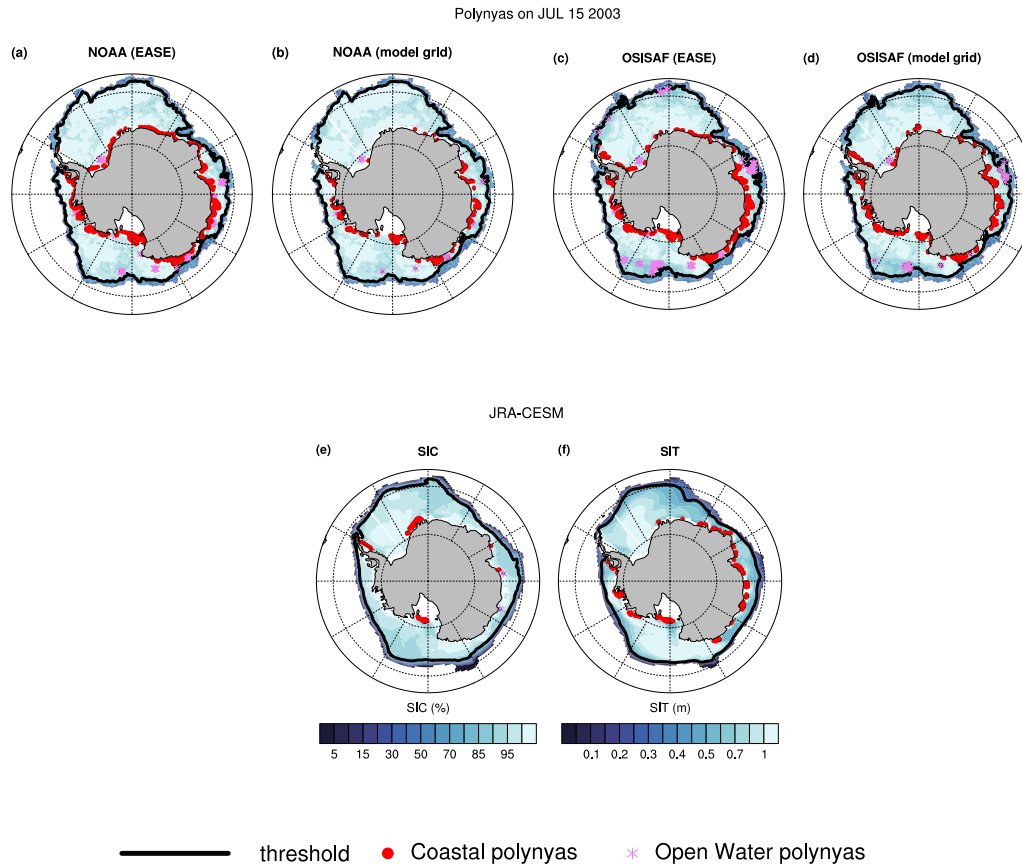 Polynyas on JUL 15 2003
(a) NOAA (EASE)
(b) NOAA (model grid)
(c) OSISAF (EASE)
(d) OSISAF (model grid)
JRA-CESM
(e) SIC
(f) SIT
SIC (%)
5 15 30 50 70 85 95
SIT (m)
0.1 0.2 0.3 0.4 0.5 0.7 1
threshold
Coastal polynyas
Open Water polynyas